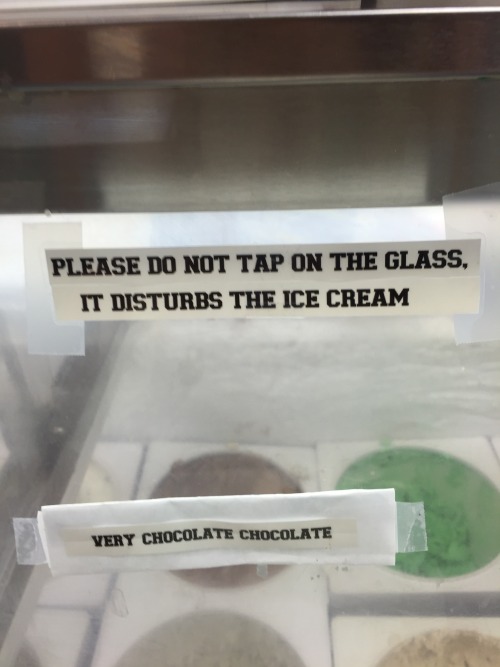 PLEASE DO NOT TAP ON THE GLASS,
IT DISTURBS THE ICE CREAM
VERY CHOCOLATE CHOCOLATE